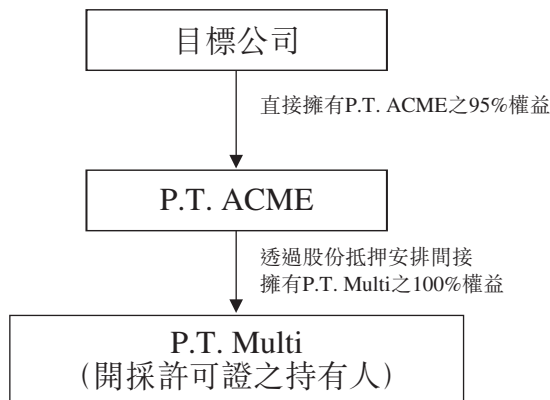 目標公司
直接擁有P.T. ACME之95%權益
P.T. ACME
透過股份抵押安排間接
擁有P.T. Multi之100%權益
P.T. Multi
(開採許可證之持有人)